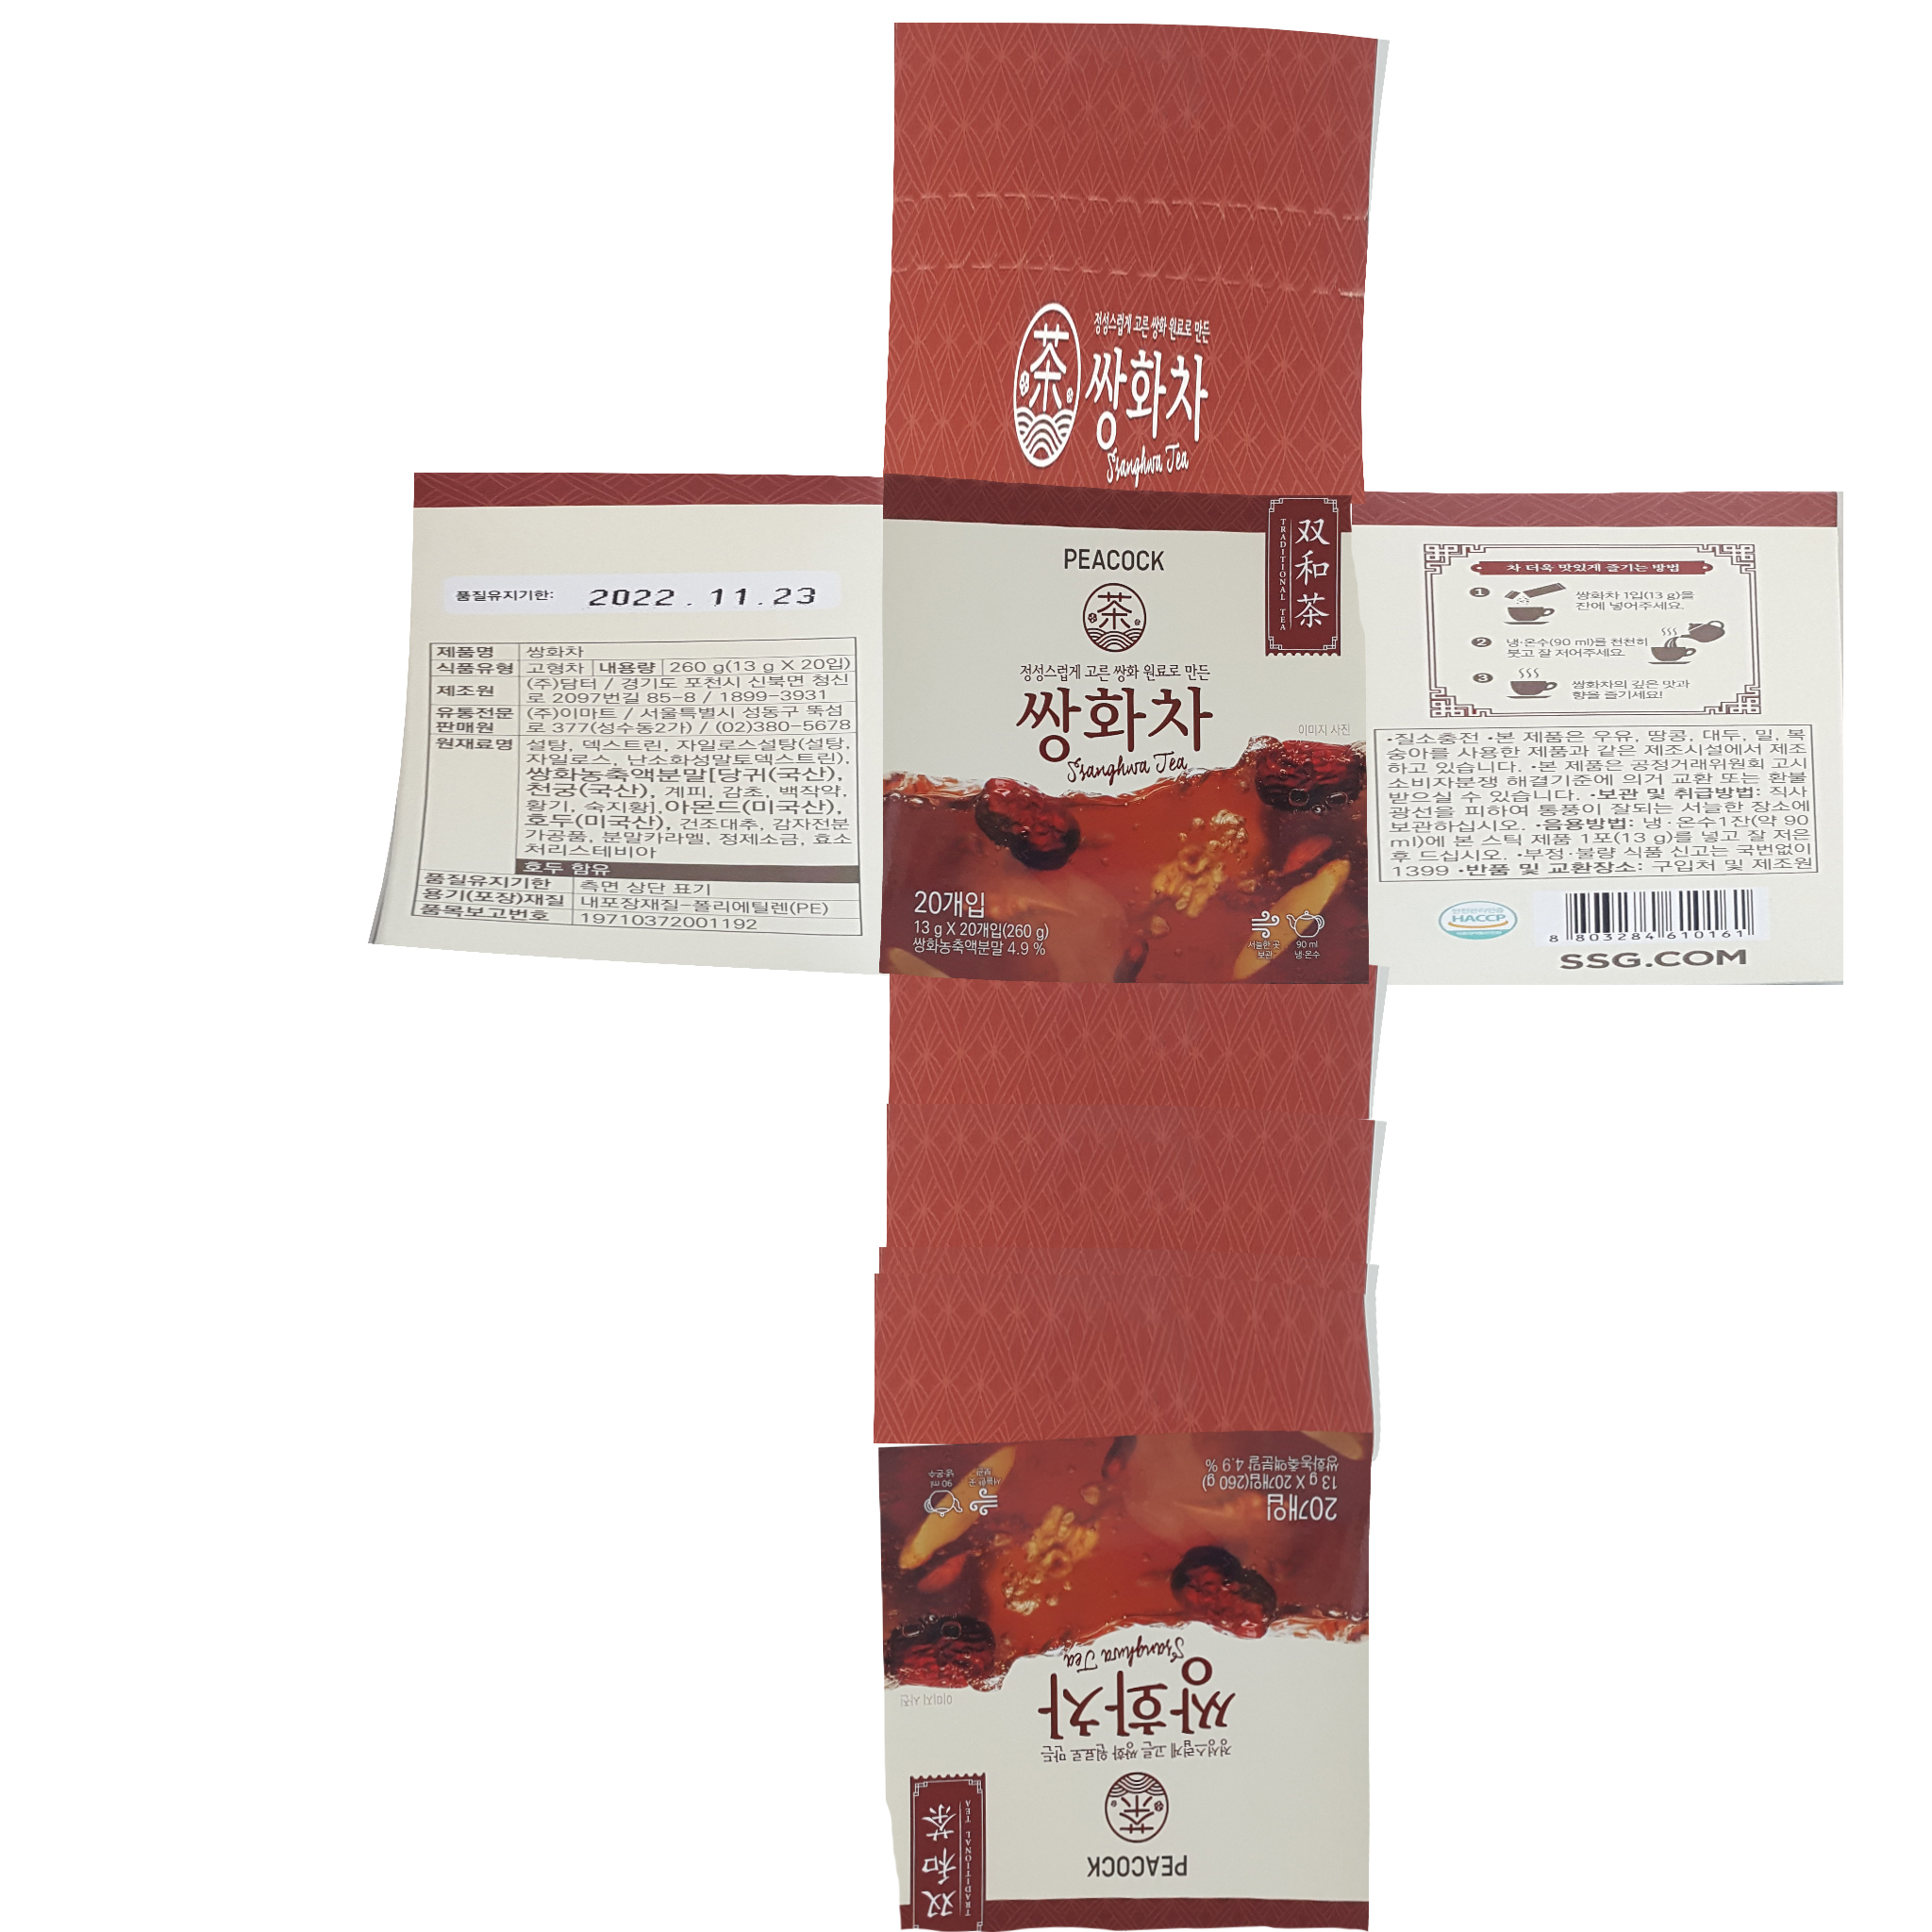 茶
정성스럽게 고른 쌍화 원료로 만든
쌍화차
Ssanghwa Tea
품질유지기한: 2022.11.23
제품명 쌍화차
식품유형 고형차 내용량 260 g(13 g X 20입)
제조원 (주)담터 / 경기도 포천시 신북면 청신
로 2097번길 85-8 / 1899-3931
유통전문 (주)이마트 / 서울특별시 성동구 뚝섬
판매원 로 377(성수동2가) / (02)380-5678
원재료명 설탕, 덱스트린, 자일로스설탕(설탕,
자일로스, 난소화성말토덱스트린),
쌍화농축액분말[당귀(국산),
천궁(국산), 계피, 감초, 백작약,
황기, 숙지황], 아몬드(미국산),
호두(미국산), 건조대추, 감자전분
가공품, 분말카라멜, 정제소금, 효소
처리스테비아
호두 함유
품질유지기한 측면 상단 표기
용기(포장)재질 내포장재질-폴리에틸렌(PE)
품목보고번호 19710372001192
PEACOCK
茶
双和茶
TRADITIONAL TEA
정성스럽게 고른 쌍화 원료로 만든
쌍화차
Ssanghwa Tea
이미지 사진
20개입
13 g X 20개입(260 g)
쌍화농축액분말 4.9 %
서늘한 곳
보관
90 ml
냉·온수
차 더욱 맛있게 즐기는 방법
1 쌍화차 1입(13 g)을
잔에 넣어주세요.
2 냉·온수(90 ml)를 천천히
붓고 잘 저어주세요.
3 쌍화차의 깊은 맛과
향을 즐기세요!
•질소충전 •본 제품은 우유, 땅콩, 대두, 밀, 복
숭아를 사용한 제품과 같은 제조시설에서 제조
하고 있습니다. •본 제품은 공정거래위원회 고시
소비자분쟁 해결기준에 의거 교환 또는 환불
받으실 수 있습니다. •보관 및 취급방법: 직사
광선을 피하여 통풍이 잘되는 서늘한 장소에
보관하십시오. •음용방법: 냉·온수1잔(약 90
ml)에 본 스틱 제품 1포(13 g)를 넣고 잘 저은
후 드십시오. •부정·불량 식품 신고는 국번없이
1399 •반품 및 교환장소: 구입처 및 제조원
HACCP
8 803284 610161
SSG.COM
쌍화농축액분말 4.9 %
13 g X 20개입(260 g)
20개입
서늘한 곳
보관
90 ml
냉·온수
Ssanghwa Tea
이미지 사진
쌍화차
정성스럽게 고른 쌍화 원료로 만든
茶
双和茶
TRADITIONAL TEA
PEACOCK